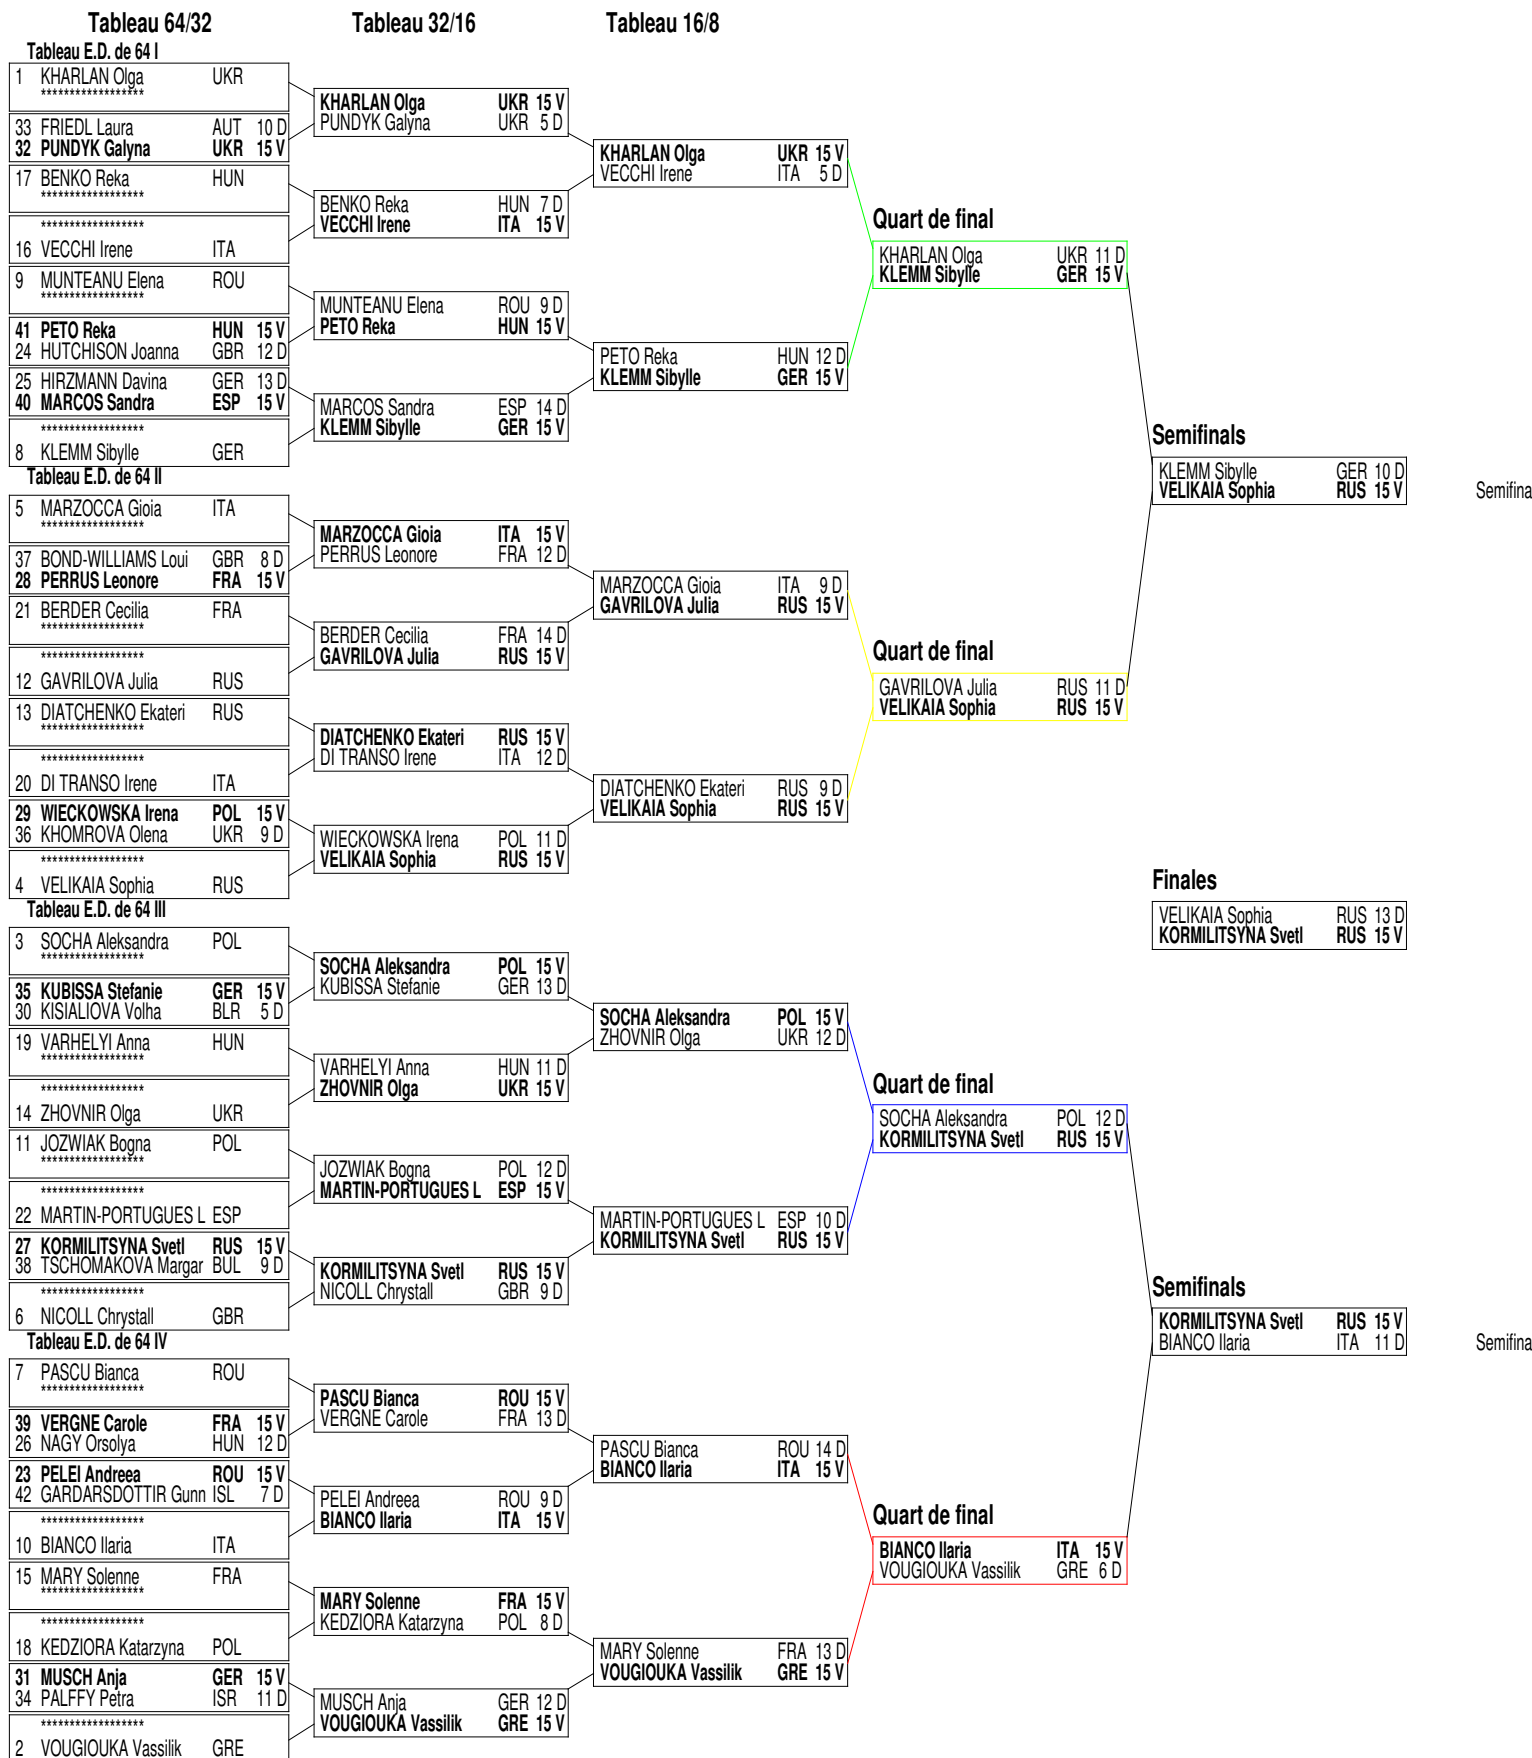 Tableau 64/32
Tableau 32/16
Tableau 16/8
Tableau E.D. de 64 I
1 KHARLAN Olga UKR
******************
33 FRIEDL Laura AUT 10 D
32 PUNDYK Galyna UKR 15 V
17 BENKO Reka HUN
******************
******************
16 VECCHI Irene ITA
9 MUNTEANU Elena ROU
******************
41 PETO Reka HUN 15 V
24 HUTCHISON Joanna GBR 12 D
25 HIRZMANN Davina GER 13 D
40 MARCOS Sandra ESP 15 V
******************
8 KLEMM Sibylle GER
Tableau E.D. de 64 II
5 MARZOCCA Gioia ITA
******************
37 BOND-WILLIAMS Loui GBR 8 D
28 PERRUS Leonore FRA 15 V
21 BERDER Cecilia FRA
******************
******************
12 GAVRILOVA Julia RUS
13 DIATCHENKO Ekateri RUS
******************
******************
20 DI TRANSO Irene ITA
29 WIECKOWSKA Irena POL 15 V
36 KHOMROVA Olena UKR 9 D
******************
4 VELIKAIA Sophia RUS
Tableau E.D. de 64 III
3 SOCHA Aleksandra POL
******************
35 KUBISSA Stefanie GER 15 V
30 KISIALIOVA Volha BLR 5 D
19 VARHELYI Anna HUN
******************
******************
14 ZHOVNIR Olga UKR
11 JOZWIAK Bogna POL
******************
******************
22 MARTIN-PORTUGUES L ESP
27 KORMILITSYNA Svetl RUS 15 V
38 TSCHOMAKOVA Margar BUL 9 D
******************
6 NICOLL Chrystall GBR
Tableau E.D. de 64 IV
7 PASCU Bianca ROU
******************
39 VERGNE Carole FRA 15 V
26 NAGY Orsolya HUN 12 D
23 PELEI Andreea ROU 15 V
42 GARDARSDOTTIR Gunn ISL 7 D
******************
10 BIANCO Ilaria ITA
15 MARY Solenne FRA
******************
******************
18 KEDZIORA Katarzyna POL
31 MUSCH Anja GER 15 V
34 PALFFY Petra ISR 11 D
******************
2 VOUGIOUKA Vassilik GRE
KHARLAN Olga UKR 15 V
PUNDYK Galyna UKR 5 D
BENKO Reka HUN 7 D
VECCHI Irene ITA 15 V
MUNTEANU Elena ROU 9 D
PETO Reka HUN 15 V
MARCOS Sandra ESP 14 D
KLEMM Sibylle GER 15 V
MARZOCCA Gioia ITA 15 V
PERRUS Leonore FRA 12 D
BERDER Cecilia FRA 14 D
GAVRILOVA Julia RUS 15 V
DIATCHENKO Ekateri RUS 15 V
DI TRANSO Irene ITA 12 D
WIECKOWSKA Irena POL 11 D
VELIKAIA Sophia RUS 15 V
SOCHA Aleksandra POL 15 V
KUBISSA Stefanie GER 13 D
VARHELYI Anna HUN 11 D
ZHOVNIR Olga UKR 15 V
JOZWIAK Bogna POL 12 D
MARTIN-PORTUGUES L ESP 15 V
KORMILITSYNA Svetl RUS 15 V
NICOLL Chrystall GBR 9 D
PASCU Bianca ROU 15 V
VERGNE Carole FRA 13 D
PELEI Andreea ROU 9 D
BIANCO Ilaria ITA 15 V
MARY Solenne FRA 15 V
KEDZIORA Katarzyna POL 8 D
MUSCH Anja GER 12 D
VOUGIOUKA Vassilik GRE 15 V
KHARLAN Olga UKR 15 V
VECCHI Irene ITA 5 D
PETO Reka HUN 12 D
KLEMM Sibylle GER 15 V
MARZOCCA Gioia ITA 9 D
GAVRILOVA Julia RUS 15 V
DIATCHENKO Ekateri RUS 9 D
VELIKAIA Sophia RUS 15 V
SOCHA Aleksandra POL 15 V
ZHOVNIR Olga UKR 12 D
MARTIN-PORTUGUES L ESP 10 D
KORMILITSYNA Svetl RUS 15 V
PASCU Bianca ROU 14 D
BIANCO Ilaria ITA 15 V
MARY Solenne FRA 13 D
VOUGIOUKA Vassilik GRE 15 V
Quart de final
KHARLAN Olga UKR 11 D
KLEMM Sibylle GER 15 V
Quart de final
GAVRILOVA Julia RUS 11 D
VELIKAIA Sophia RUS 15 V
Quart de final
SOCHA Aleksandra POL 12 D
KORMILITSYNA Svetl RUS 15 V
Quart de final
BIANCO Ilaria ITA 15 V
VOUGIOUKA Vassilik GRE 6 D
Semifinals
KLEMM Sibylle GER 10 D
VELIKAIA Sophia RUS 15 V
Semifina
Finales
VELIKAIA Sophia RUS 13 D
KORMILITSYNA Svetl RUS 15 V
Semifinals
KORMILITSYNA Svetl RUS 15 V
BIANCO Ilaria ITA 11 D
Semifina